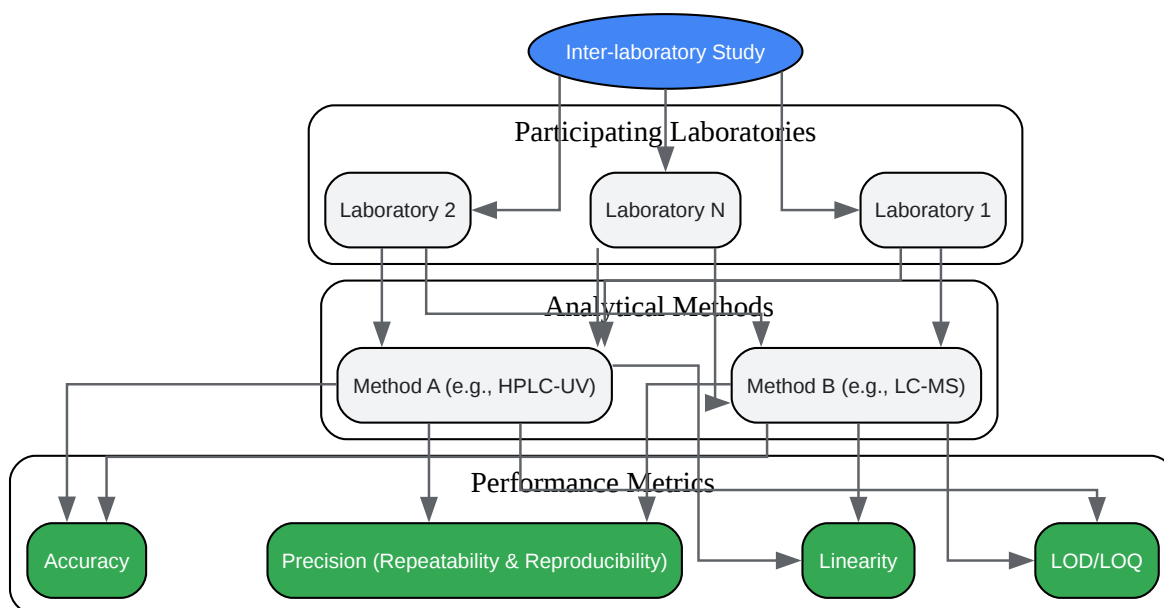 Inter-laboratory Study
Participating Laboratories
Laboratory 2
Laboratory N
Laboratory 1
Analytical Methods
Method A (e.g., HPLC-UV)
Method B (e.g., LC-MS)
Performance Metrics
Accuracy
Precision (Repeatability & Reproducibility)
Linearity
LOD/LOQ